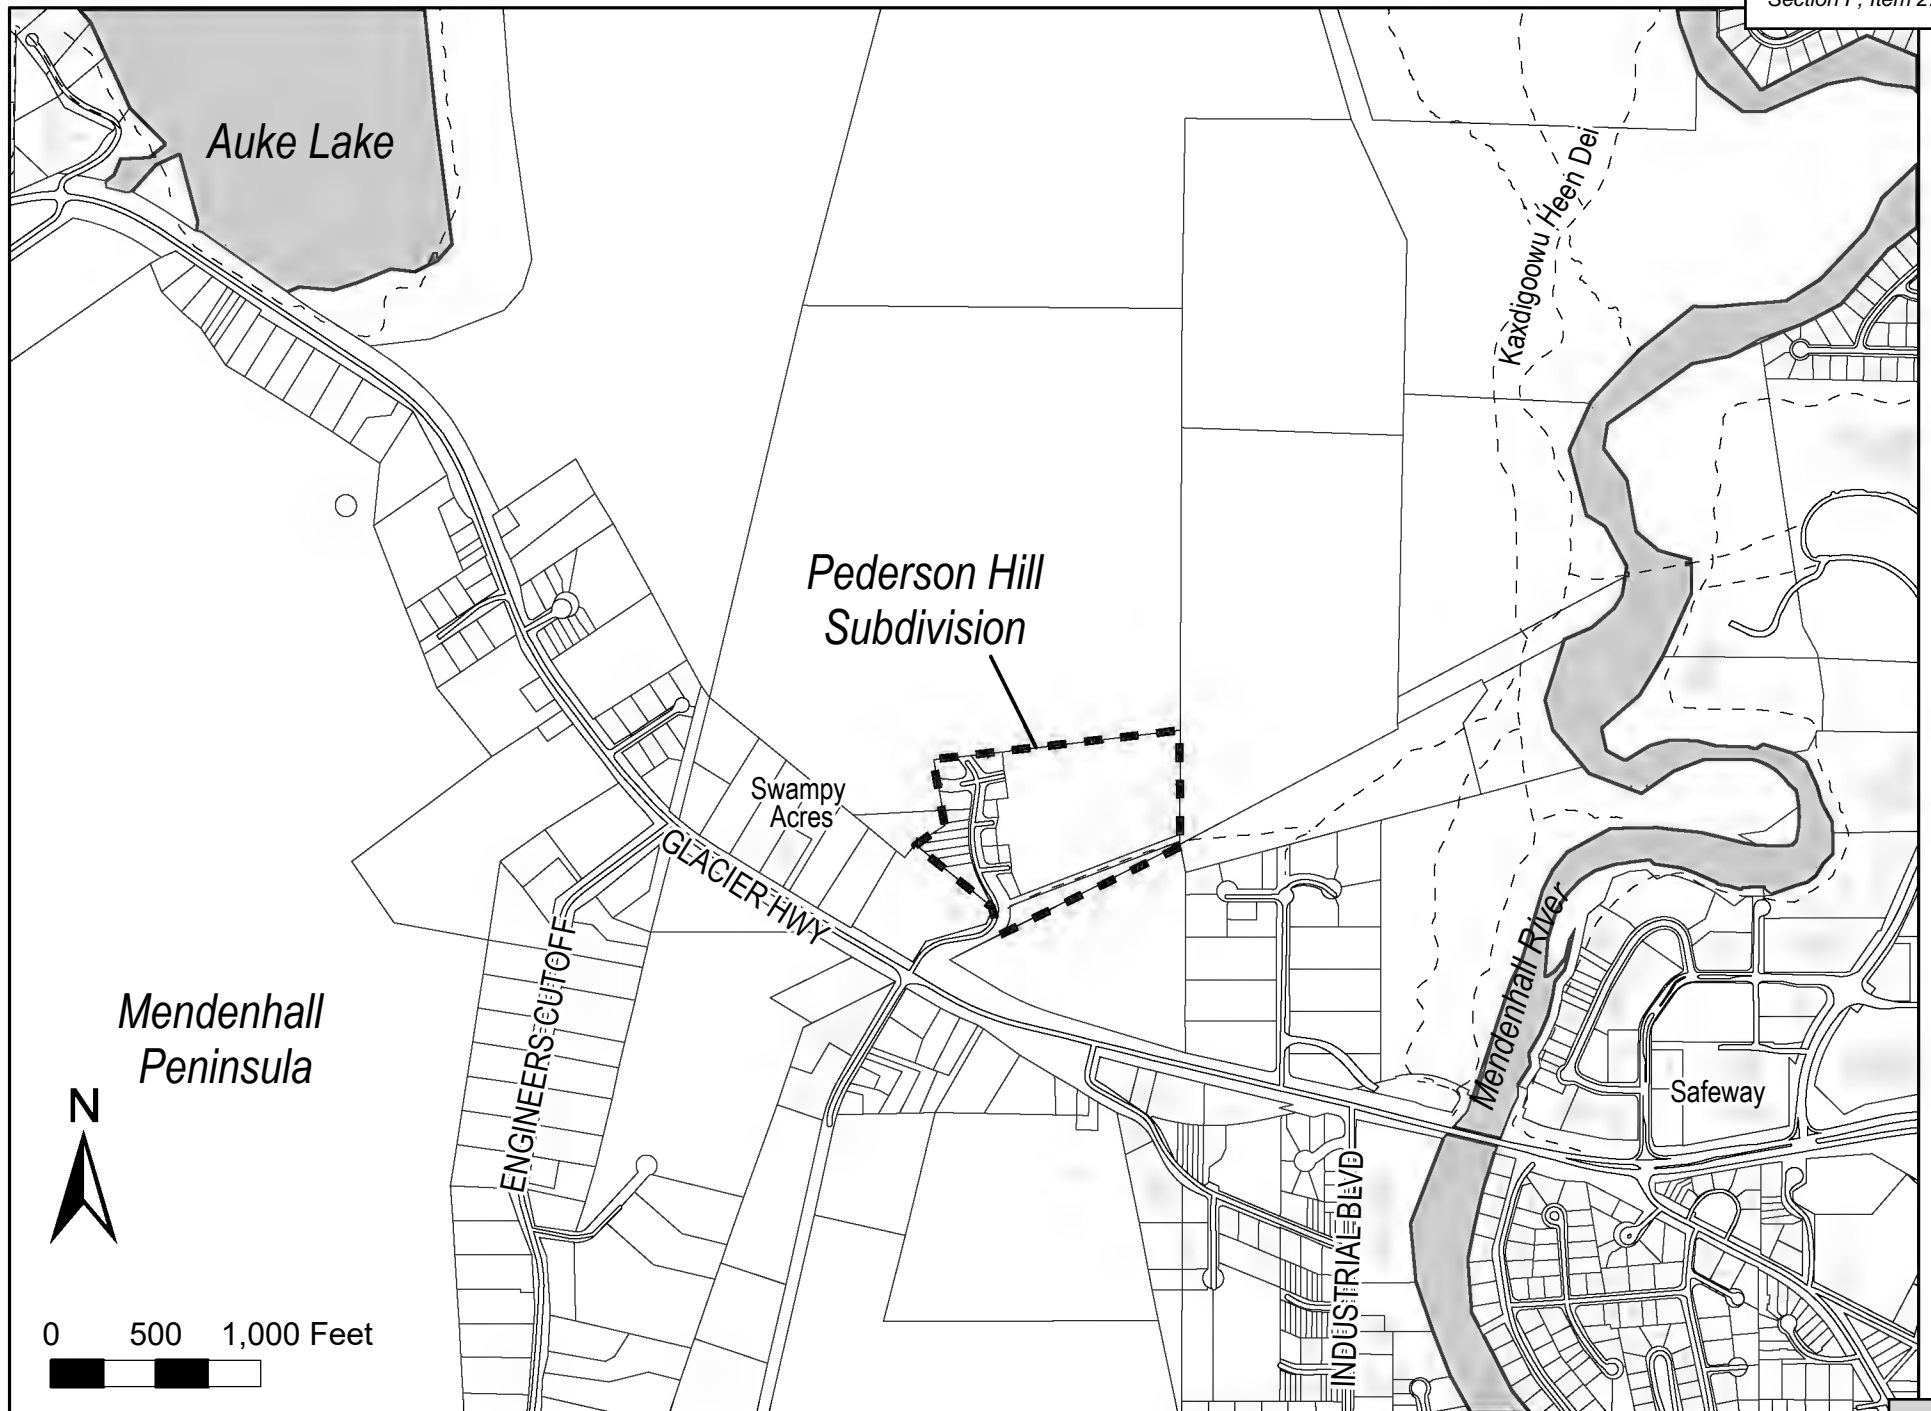 Auke Lake
Kaxdigoowu Heen Dei
Pederson Hill
Subdivision
Swampy
Acres
GLACIER HWY
ENGINEERS CUTOFF
Mendenhall
Peninsula
Mendenhall River
Safeway
INDUSTRIAL BLVD
N
0 500 1,000 Feet